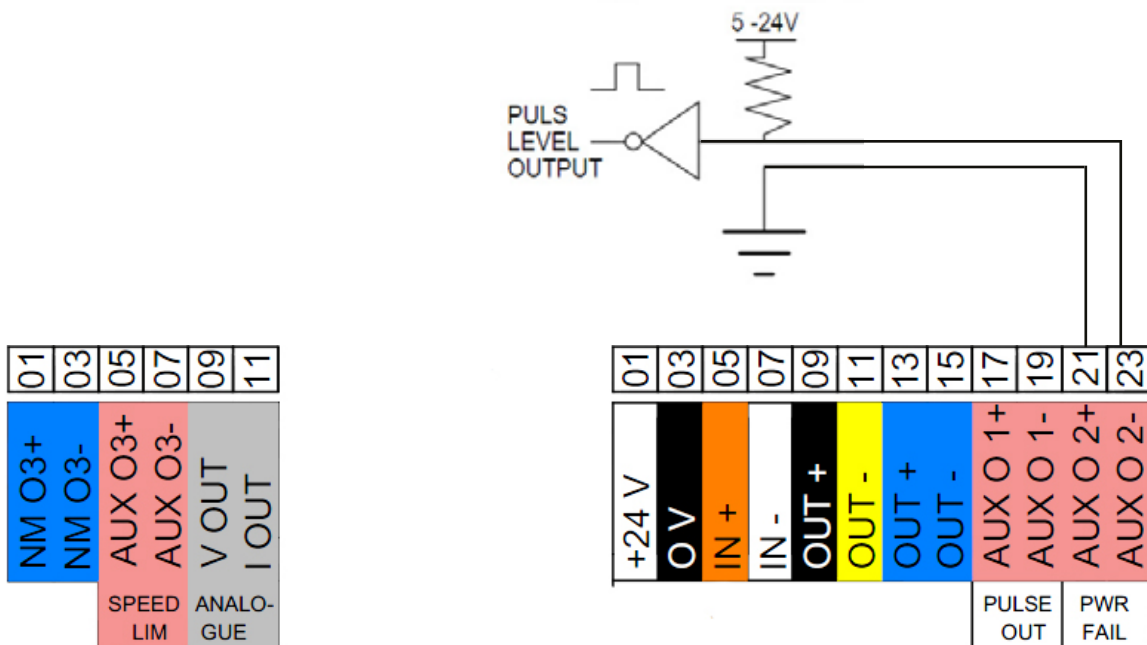 5 -24V
PULS
LEVEL
OUTPUT
01
03
05
07
09
11
NM O3+
NM O3-
AUX O3+
AUX O3-
V OUT
I OUT
SPEED
LIM
ANALO-
GUE
01
03
05
07
09
11
13
15
17
19
21
23
+24 V
O V
IN +
IN -
OUT +
OUT -
OUT +
OUT -
AUX O 1+
AUX O 1-
AUX O 2+
AUX O 2-
PULSE
OUT
PWR
FAIL